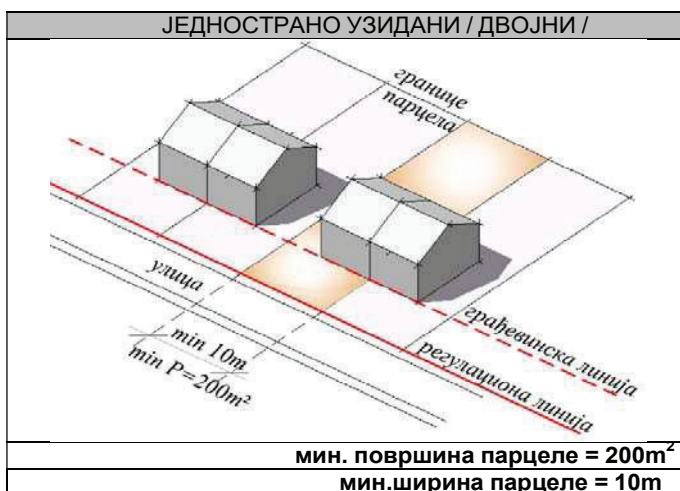 ЈЕДНОСТРАНО УЗИДАНИ / ДВОЈНИ /
границе
парцела
улица
min 10m
min P=200m²
грађевинска линија
регулациона линија
мин. површина парцеле = 200m²
мин.ширина парцеле = 10m